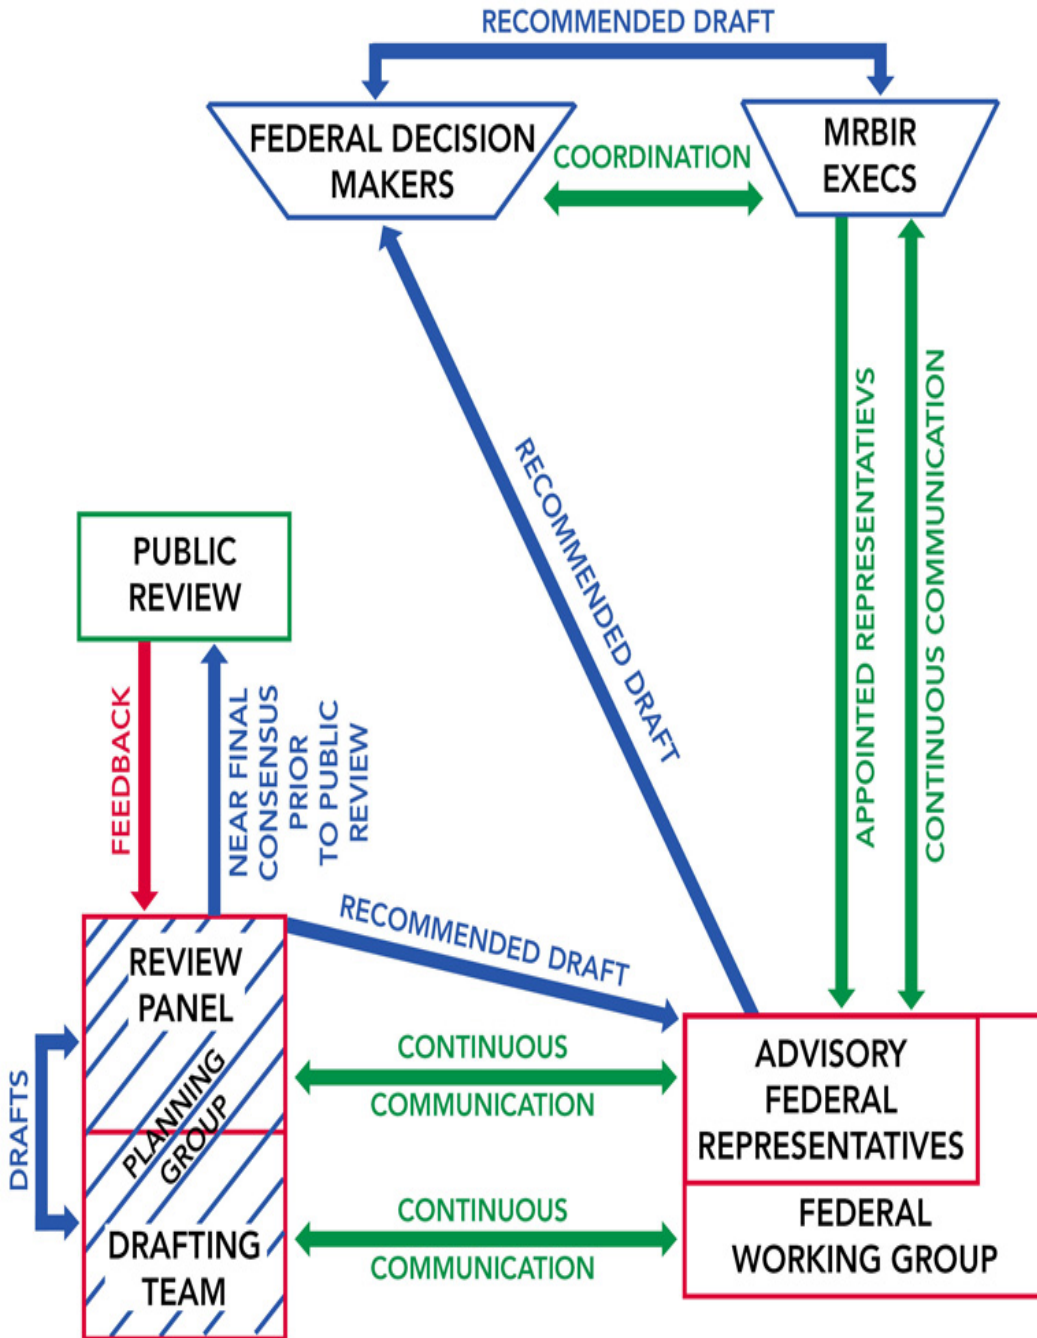 RECOMMENDED DRAFT
FEDERAL DECISION
MAKERS
COORDINATION
MRBIR
EXECS
RECOMMENDED DRAFT
APPOINTED REPRESENTATIEVS
CONTINUOUS COMMUNICATION
PUBLIC
REVIEW
FEEDBACK
NEAR FINAL
CONSENSUS
PRIOR
TO PUBLIC
REVIEW
RECOMMENDED DRAFT
REVIEW
PANEL
PLANNING
GROUP
DRAFTING
TEAM
DRAFTS
CONTINUOUS
COMMUNICATION
CONTINUOUS
COMMUNICATION
ADVISORY
FEDERAL
REPRESENTATIVES
FEDERAL
WORKING GROUP